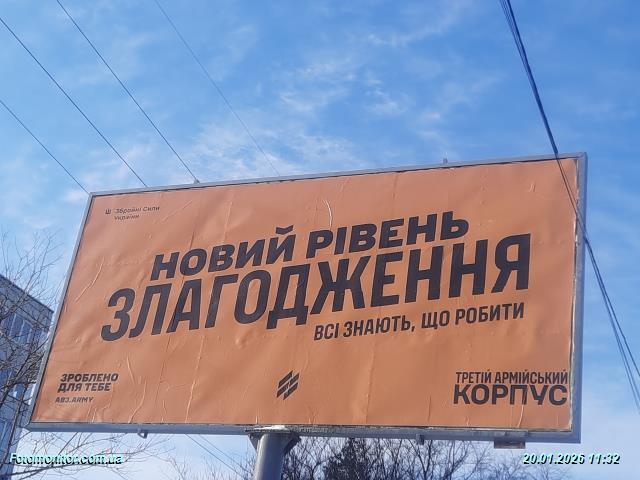 Збройні Сили
України
НОВИЙ РІВЕНЬ
ЗЛАГОДЖЕННЯ
ВСІ ЗНАЮТЬ, ЩО РОБИТИ
ЗРОБЛЕНО
ДЛЯ ТЕБЕ
AB3.ARMY
ТРЕТІЙ АРМІЙСЬКИЙ
КОРПУС
Fotomonitor.com.ua
20.01.2026 11:32